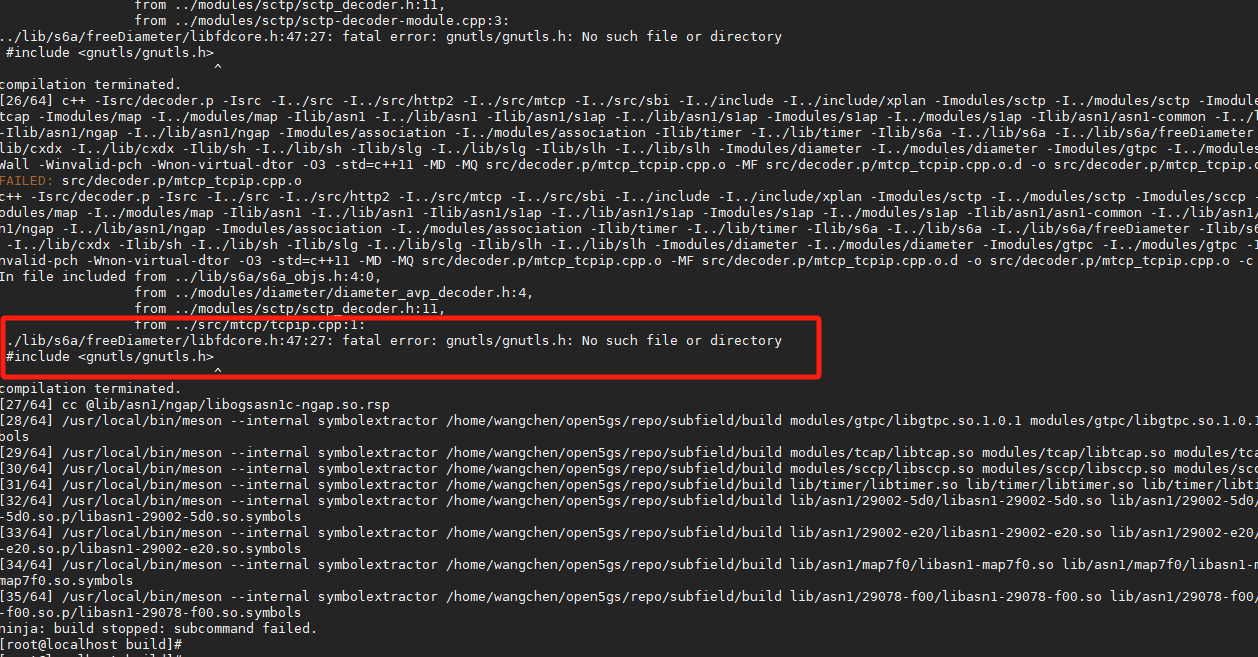 from ../modules/sctp/sctp_decoder.h:11,
from ../modules/sctp/sctp-decoder-module.cpp:3:
../lib/s6a/freeDiameter/libfdcore.h:47:27: fatal error: gnutls/gnutls.h: No such file or directory
#include <gnutls/gnutls.h>
^
compilation terminated.
[26/64] c++ -Isrc/decoder.p -Isrc -I../src -I../src/http2 -I../src/mtcp -I../src/sbi -I../include -I../include/xplan -Imodules/sctp -I../modules/sctp -Imodule
tcap -Imodules/map -I../modules/map -Ilib/asn1 -I../lib/asn1 -Ilib/asn1/s1ap -I../lib/asn1/s1ap -Imodules/s1ap -I../modules/s1ap -Ilib/asn1/asn1-common -I../l
-Ilib/asn1/ngap -I../lib/asn1/ngap -Imodules/association -I../modules/association -Ilib/timer -I../lib/timer -Ilib/s6a -I../lib/s6a -I../lib/s6a/freeDiameter
lib/cxdx -I../lib/cxdx -Ilib/sh -I../lib/sh -Ilib/slg -I../lib/slg -Ilib/slh -I../lib/slh -Imodules/diameter -I../modules/diameter -Imodules/gtpc -I../modules
Wall -Winvalid-pch -Wnon-virtual-dtor -O3 -std=c++11 -MD -MQ src/decoder.p/mtcp_tcpip.cpp.o -MF src/decoder.p/mtcp_tcpip.cpp.o.d -o src/decoder.p/mtcp_tcpip.c
FAILED: src/decoder.p/mtcp_tcpip.cpp.o
c++ -Isrc/decoder.p -Isrc -I../src -I../src/http2 -I../src/mtcp -I../src/sbi -I../include -I../include/xplan -Imodules/sctp -I../modules/sctp -Imodules/sccp -
odules/map -I../modules/map -Ilib/asn1 -I../lib/asn1 -Ilib/asn1/s1ap -I../lib/asn1/s1ap -Imodules/s1ap -I../modules/s1ap -Ilib/asn1/asn1-common -I../lib/asn1/
n1/ngap -I../lib/asn1/ngap -Imodules/association -I../modules/association -Ilib/timer -I../lib/timer -Ilib/s6a -I../lib/s6a -I../lib/s6a/freeDiameter -Ilib/s6
-I../lib/cxdx -Ilib/sh -I../lib/sh -Ilib/slg -I../lib/slg -Ilib/slh -I../lib/slh -Imodules/diameter -I../modules/diameter -Imodules/gtpc -I../modules/gtpc -I
nvalid-pch -Wnon-virtual-dtor -O3 -std=c++11 -MD -MQ src/decoder.p/mtcp_tcpip.cpp.o -MF src/decoder.p/mtcp_tcpip.cpp.o.d -o src/decoder.p/mtcp_tcpip.cpp.o -c
In file included from ../lib/s6a/s6a_objs.h:4:0,
from ../modules/diameter/diameter_avp_decoder.h:4,
from ../modules/sctp/sctp_decoder.h:11,
from ../src/mtcp/tcpip.cpp:1:
./lib/s6a/freeDiameter/libfdcore.h:47:27: fatal error: gnutls/gnutls.h: No such file or directory
#include <gnutls/gnutls.h>
^
compilation terminated.
[27/64] cc @lib/asn1/ngap/libogsasn1c-ngap.so.rsp
[28/64] /usr/local/bin/meson --internal symbolextractor /home/wangchen/open5gs/repo/subfield/build modules/gtpc/libgtpc.so.1.0.1 modules/gtpc/libgtpc.so.1.0.1
bols
[29/64] /usr/local/bin/meson --internal symbolextractor /home/wangchen/open5gs/repo/subfield/build modules/tcap/libtcap.so modules/tcap/libtcap.so modules/tca
[30/64] /usr/local/bin/meson --internal symbolextractor /home/wangchen/open5gs/repo/subfield/build modules/sccp/libsccp.so modules/sccp/libsccp.so modules/scc
[31/64] /usr/local/bin/meson --internal symbolextractor /home/wangchen/open5gs/repo/subfield/build lib/timer/libtimer.so lib/timer/libtimer.so lib/timer/libti
[32/64] /usr/local/bin/meson --internal symbolextractor /home/wangchen/open5gs/repo/subfield/build lib/asn1/29002-5d0/libasn1-29002-5d0.so lib/asn1/29002-5d0/
-5d0.so.p/libasn1-29002-5d0.so.symbols
[33/64] /usr/local/bin/meson --internal symbolextractor /home/wangchen/open5gs/repo/subfield/build lib/asn1/29002-e20/libasn1-29002-e20.so lib/asn1/29002-e20/
-e20.so.p/libasn1-29002-e20.so.symbols
[34/64] /usr/local/bin/meson --internal symbolextractor /home/wangchen/open5gs/repo/subfield/build lib/asn1/map7f0/libasn1-map7f0.so lib/asn1/map7f0/libasn1-m
map7f0.so.symbols
[35/64] /usr/local/bin/meson --internal symbolextractor /home/wangchen/open5gs/repo/subfield/build lib/asn1/29078-f00/libasn1-29078-f00.so lib/asn1/29078-f00/
-f00.so.p/libasn1-29078-f00.so.symbols
ninja: build stopped: subcommand failed.
[root@localhost build]#